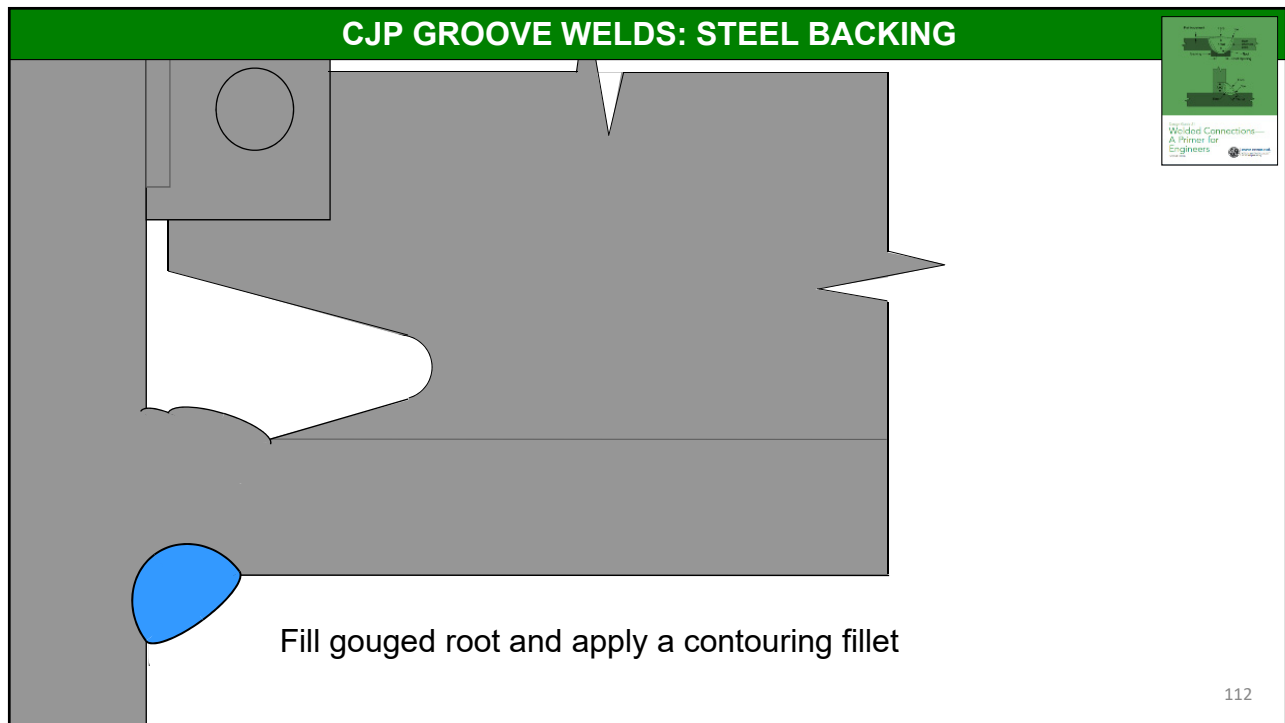 CJP GROOVE WELDS: STEEL BACKING
Welded Connections—
A Primer for
Engineers
Fill gouged root and apply a contouring fillet
112